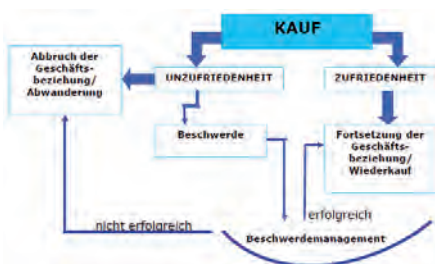 KAUF
Abbruch der
Geschäfts-
beziehung/
Abwanderung
UNZUFRIEDENHEIT
ZUFRIEDENHEIT
Beschwerde
Fortsetzung der
Geschäfts-
beziehung/
Wiederkauf
nicht erfolgreich
erfolgreich
Beschwerdemanagement